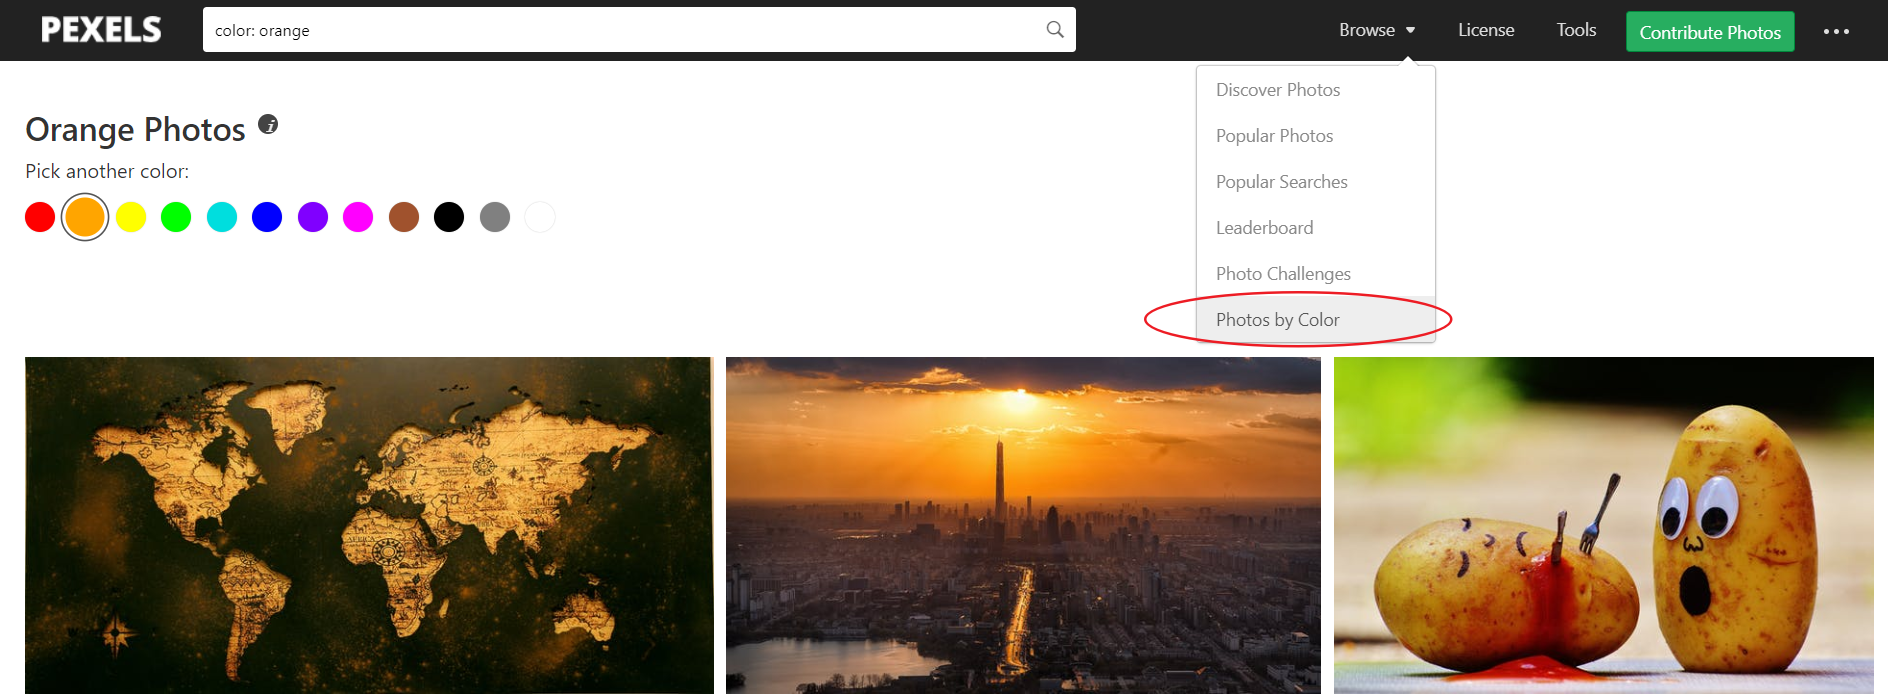 PEXELS
color: orange
Browse
License
Tools
Contribute Photos
Discover Photos
Popular Photos
Popular Searches
Leaderboard
Photo Challenges
Photos by Color
Orange Photos
Pick another color:
AFRICA
W